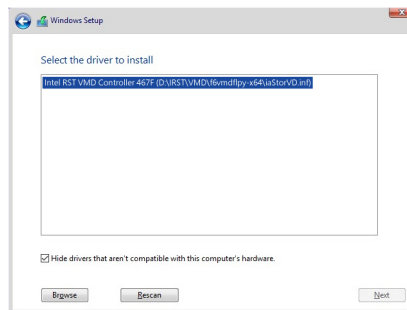 Windows Setup
Select the driver to install
Intel RST VMD Controller 467F (D:\IRST\VMD\f6vmdflpy-x64\iaStorVD.inf)
Hide drivers that aren't compatible with this computer's hardware.
Browse Rescan Next